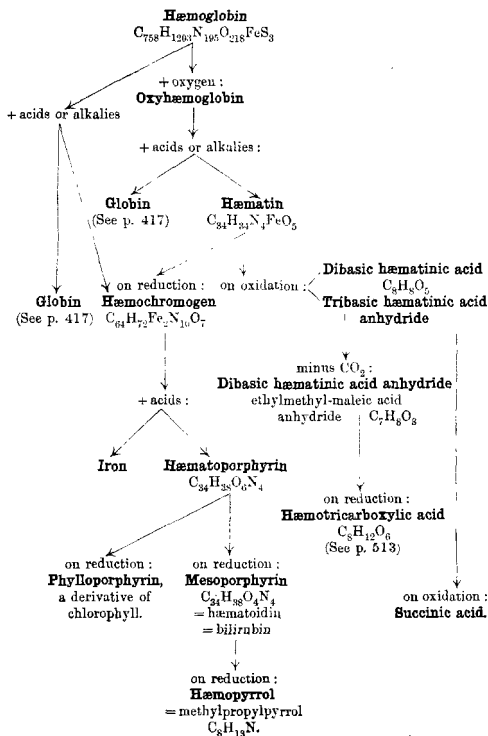 Hæmoglobin
C₇₅₈H₁₂₀₃N₁₉₅O₂₁₈FeS₃
+ oxygen :
Oxyhæmoglobin
+ acids or alkalies
+ acids or alkalies :
Globin
(See p. 417)
Hæmatin
C₃₄H₃₄N₄FeO₅
Globin
(See p. 417)
on reduction :
Hæmochromogen
C₆₄H₇₂Fe₂N₁₀O₇
on oxidation :
Dibasic hæmatinic acid
C₈H₈O₅
Tribasic hæmatinic acid
anhydride
minus CO₂ :
Dibasic hæmatinic acid anhydride
ethylmethyl-maleic acid
anhydride C₇H₈O₃
+ acids :
Iron
Hæmatoporphyrin
C₃₄H₃₈O₆N₄
on reduction :
Hæmotricarboxylic acid
C₈H₁₂O₆
(See p. 513)
on reduction :
Phylloporphyrin,
a derivative of
chlorophyll.
on reduction :
Mesoporphyrin
C₃₄H₃₈O₄N₄
= hæmatoidin
= bilirubin
on oxidation :
Succinic acid.
on reduction :
Hæmopyrrol
= methylpropylpyrrol
C₈H₁₃N.